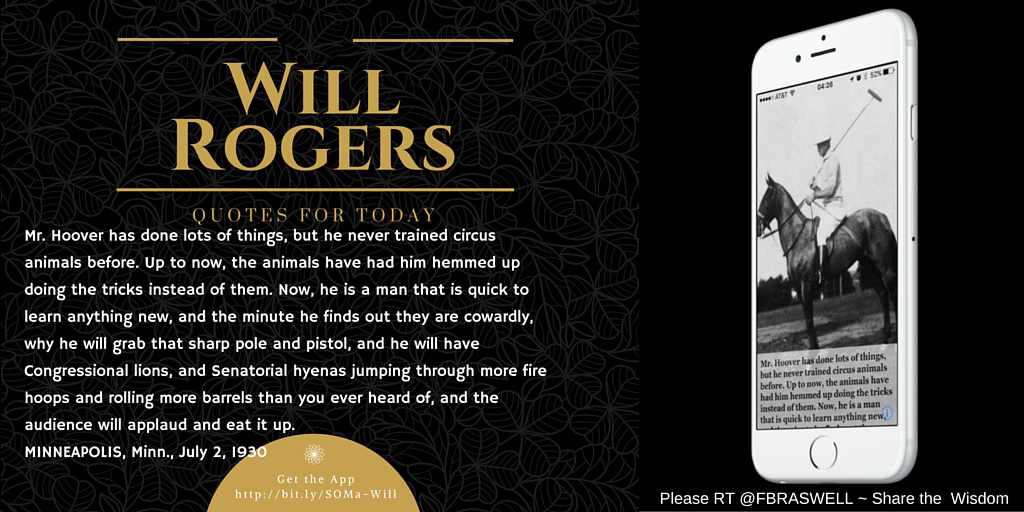 WILL
ROGERS
QUOTES FOR TODAY
Mr. Hoover has done lots of things, but he never trained circus
animals before. Up to now, the animals have had him hemmed up
doing the tricks instead of them. Now, he is a man that is quick to
learn anything new, and the minute he finds out they are cowardly,
why he will grab that sharp pole and pistol, and he will have
Congressional lions, and Senatorial hyenas jumping through more fire
hoops and rolling more barrels than you ever heard of, and the
audience will applaud and eat it up.
MINNEAPOLIS, Minn., July 2, 1930
Get the App
http://bit.ly/SOMa-Will
AT&T 04:26 52%
Mr. Hoover has done lots of things,
but he never trained circus animals
before. Up to now, the animals have
had him hemmed up doing the tricks
instead of them. Now, he is a man
that is quick to learn anything new,
Please RT @FBRASWELL ~ Share the Wisdom